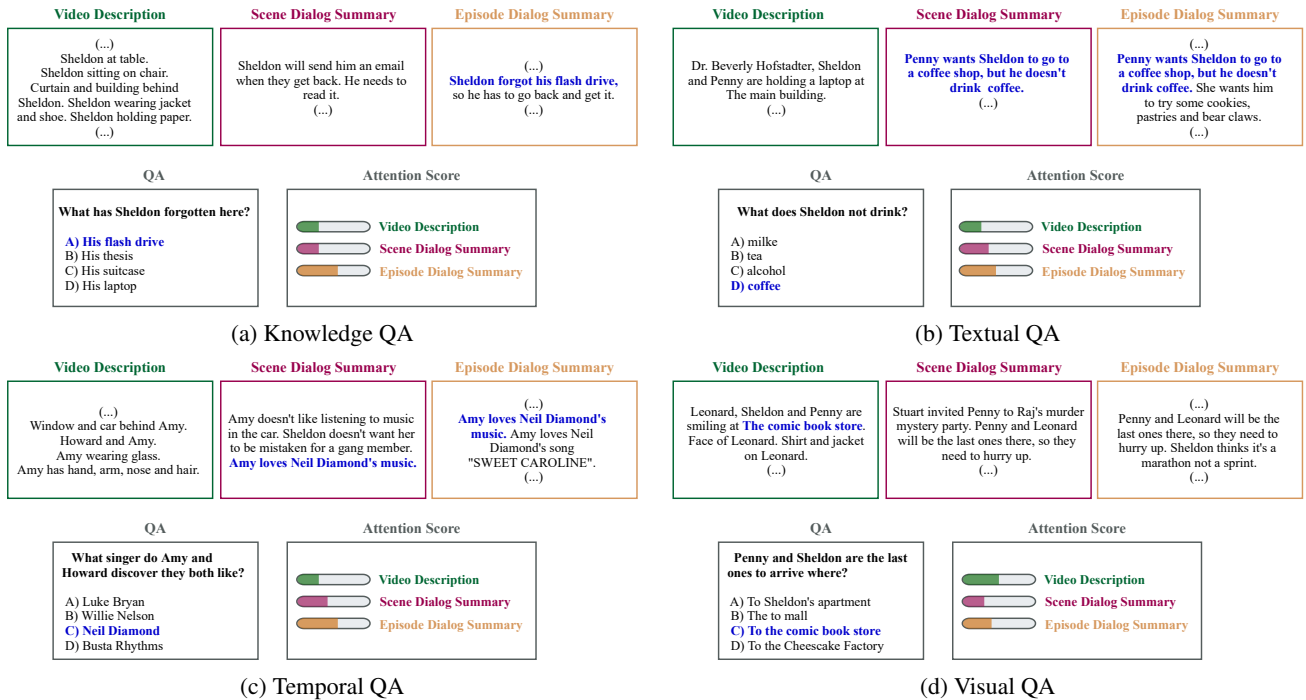 Video Description
Scene Dialog Summary
Episode Dialog Summary
(...)
Sheldon at table.
Sheldon sitting on chair.
Curtain and building behind
Sheldon. Sheldon wearing jacket
and shoe. Sheldon holding paper.
(...)
Sheldon will send him an email
when they get back. He needs to
read it.
(...)
(...)
Sheldon forgot his flash drive,
so he has to go back and get it.
(...)
QA
What has Sheldon forgotten here?
A) His flash drive
B) His thesis
C) His suitcase
D) His laptop
Attention Score
Video Description
Scene Dialog Summary
Episode Dialog Summary
(a) Knowledge QA
Video Description
Scene Dialog Summary
Episode Dialog Summary
Dr. Beverly Hofstadter, Sheldon
and Penny are holding a laptop at
The main building.
(...)
Penny wants Sheldon to go to
a coffee shop, but he doesn't
drink coffee.
(...)
(...)
Penny wants Sheldon to go to
a coffee shop, but he doesn't
drink coffee. She wants him
to try some cookies,
pastries and bear claws.
(...)
QA
What does Sheldon not drink?
A) milke
B) tea
C) alcohol
D) coffee
Attention Score
Video Description
Scene Dialog Summary
Episode Dialog Summary
(b) Textual QA
Video Description
Scene Dialog Summary
Episode Dialog Summary
(...)
Window and car behind Amy.
Howard and Amy.
Amy wearing glass.
Amy has hand, arm, nose and hair.
Amy doesn't like listening to music
in the car. Sheldon doesn't want her
to be mistaken for a gang member.
Amy loves Neil Diamond's music.
(...)
Amy loves Neil Diamond's
music. Amy loves Neil
Diamond's song
"SWEET CAROLINE".
(...)
QA
What singer do Amy and
Howard discover they both like?
A) Luke Bryan
B) Willie Nelson
C) Neil Diamond
D) Busta Rhythms
Attention Score
Video Description
Scene Dialog Summary
Episode Dialog Summary
(c) Temporal QA
Video Description
Scene Dialog Summary
Episode Dialog Summary
Leonard, Sheldon and Penny are
smiling at The comic book store.
Face of Leonard. Shirt and jacket
on Leonard.
(...)
Stuart invited Penny to Raj's murder
mystery party. Penny and Leonard
will be the last ones there, so they
need to hurry up.
(...)
(...)
Penny and Leonard will be the
last ones there, so they need to
hurry up. Sheldon thinks it's a
marathon not a sprint.
(...)
QA
Penny and Sheldon are the last
ones to arrive where?
A) To Sheldon's apartment
B) The to mall
C) To the comic book store
D) To the Cheescake Factory
Attention Score
Video Description
Scene Dialog Summary
Episode Dialog Summary
(d) Visual QA